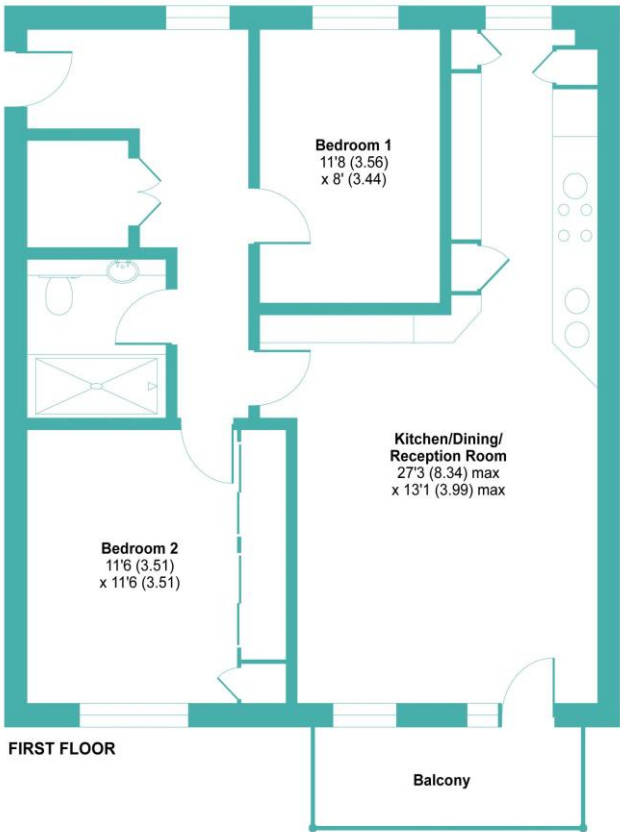 Bedroom 1
11'8 (3.56)
x 8' (3.44)
Kitchen/Dining/
Reception Room
27'3 (8.34) max
x 13'1 (3.99) max
Bedroom 2
11'6 (3.51)
x 11'6 (3.51)
FIRST FLOOR
Balcony